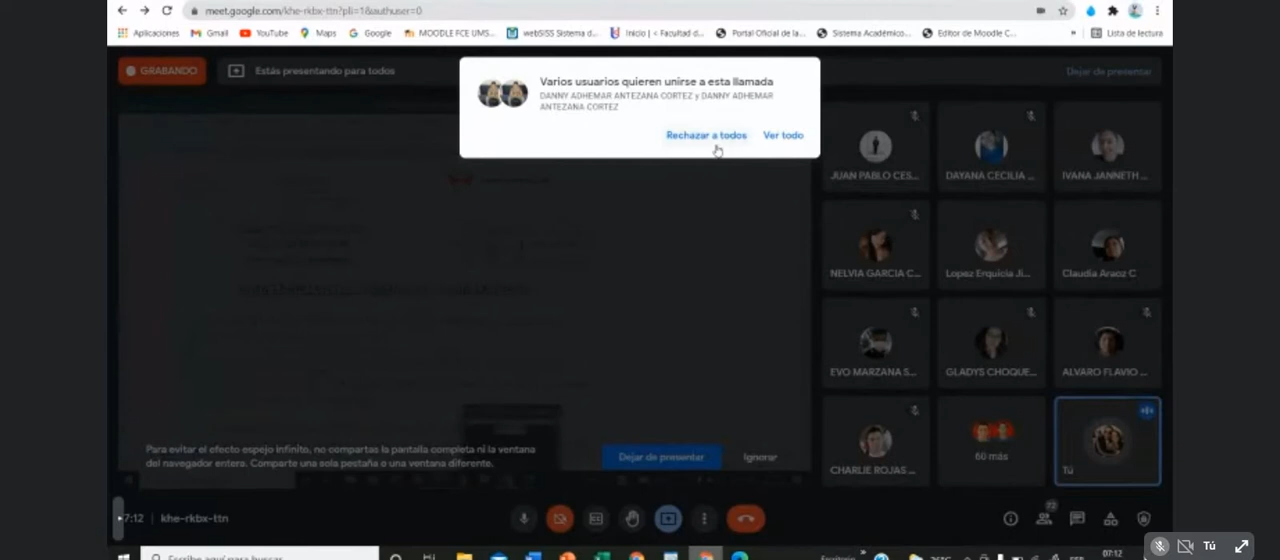 meet.google.com/khe-rkbx-ttn?pli=1&authuser=0
Aplicaciones
Gmail
YouTube
Maps
Google
MOODLE FCE UMS...
webSISS Sistema d...
Inicio | < Facultad d...
Portal Oficial de la...
Sistema Académico...
Editor de Moodle C...
»
Lista de lectura
GRABANDO
Estás presentando para todos
Dejar de presentar
Varios usuarios quieren unirse a esta llamada
DANNY ADHEMAR ANTEZANA CORTEZ y DANNY ADHEMAR
ANTEZANA CORTEZ
Rechazar a todos
Ver todo
JUAN PABLO CES...
DAYANA CECILIA ...
IVANA JANNETH...
NELVIA GARCIA C...
Lopez Erquicia Ji...
Claudia Araoz C
EVO MARZANA S...
GLADYS CHOQUE...
ALVARO FLAVIO ...
CHARLIE ROJAS ...
60 más
Tú
Para evitar el efecto espejo infinito, no compartas la pantalla completa ni la ventana
del navegador entera. Comparte una sola pestaña o una ventana diferente.
Dejar de presentar
Ignorar
7:12 | khe-rkbx-ttn
72
Escribe aquí para buscar
Escritorio
07:12
Tú